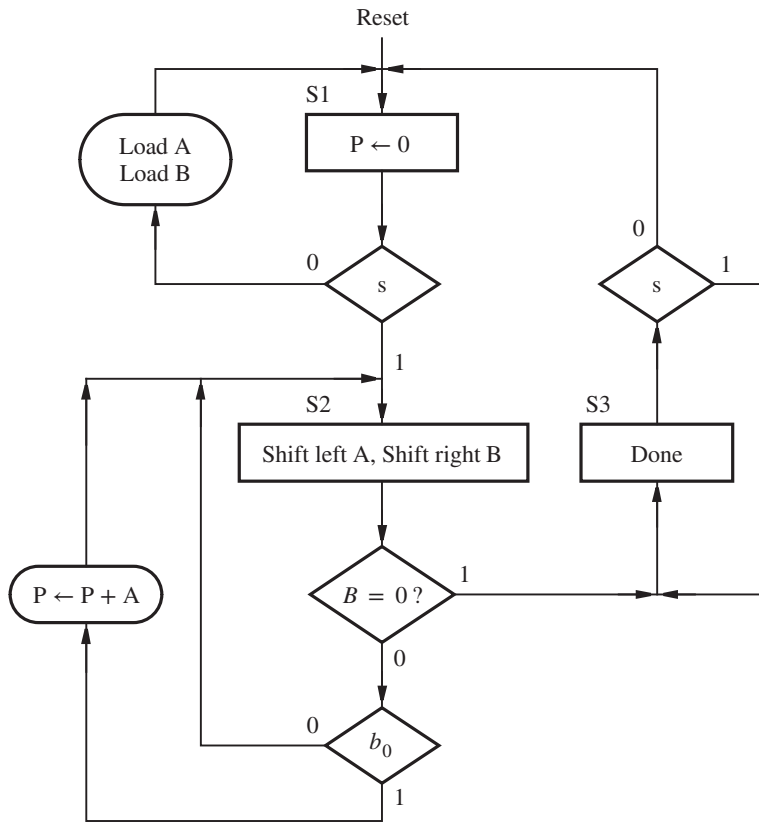 Reset
S1
P ← 0
Load A
Load B
0
s
1
0
s
1
S2
Shift left A, Shift right B
S3
Done
P ← P + A
B = 0 ?
1
0
0
b₀
1